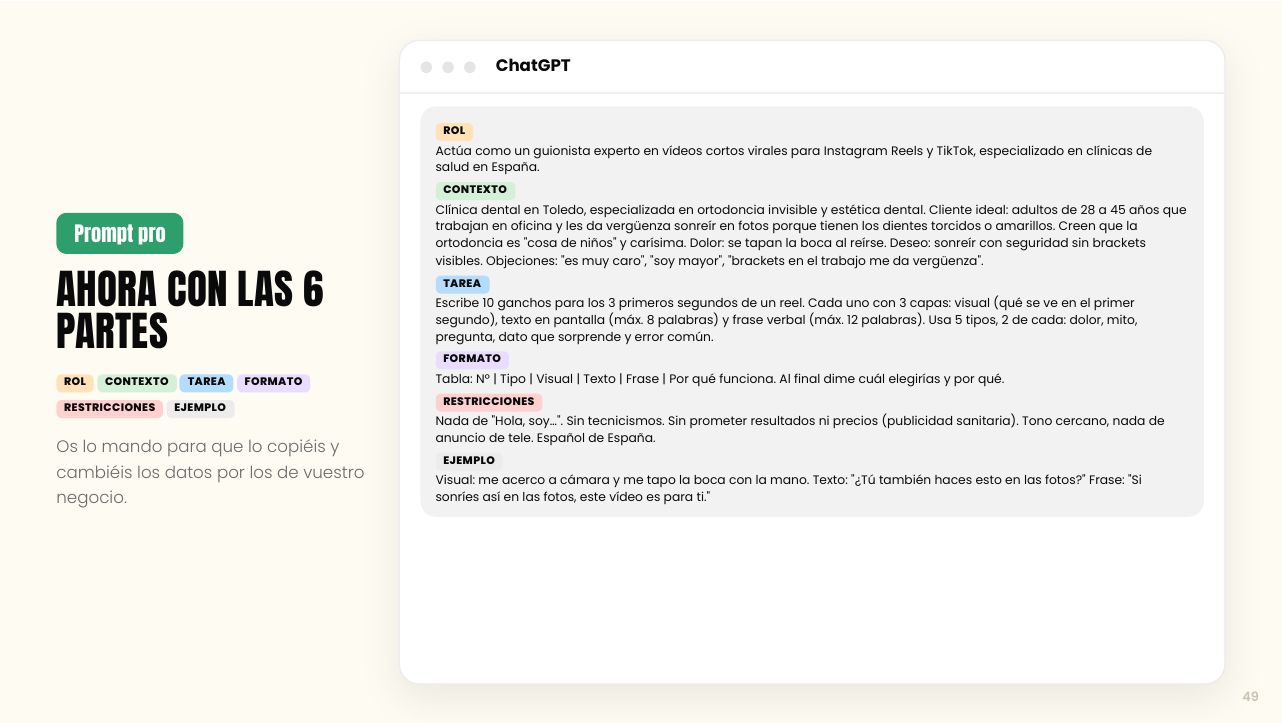 Prompt pro
AHORA CON LAS 6
PARTES
ROL CONTEXTO TAREA FORMATO
RESTRICCIONES EJEMPLO
Os lo mando para que lo copiéis y
cambiéis los datos por los de vuestro
negocio.
ChatGPT
ROL
Actúa como un guionista experto en vídeos cortos virales para Instagram Reels y TikTok, especializado en clínicas de
salud en España.
CONTEXTO
Clínica dental en Toledo, especializada en ortodoncia invisible y estética dental. Cliente ideal: adultos de 28 a 45 años que
trabajan en oficina y les da vergüenza sonreír en fotos porque tienen los dientes torcidos o amarillos. Creen que la
ortodoncia es "cosa de niños" y carísima. Dolor: se tapan la boca al reírse. Deseo: sonreír con seguridad sin brackets
visibles. Objeciones: "es muy caro", "soy mayor", "brackets en el trabajo me da vergüenza".
TAREA
Escribe 10 ganchos para los 3 primeros segundos de un reel. Cada uno con 3 capas: visual (qué se ve en el primer
segundo), texto en pantalla (máx. 8 palabras) y frase verbal (máx. 12 palabras). Usa 5 tipos, 2 de cada: dolor, mito,
pregunta, dato que sorprende y error común.
FORMATO
Tabla: Nº | Tipo | Visual | Texto | Frase | Por qué funciona. Al final dime cuál elegirías y por qué.
RESTRICCIONES
Nada de "Hola, soy…". Sin tecnicismos. Sin prometer resultados ni precios (publicidad sanitaria). Tono cercano, nada de
anuncio de tele. Español de España.
EJEMPLO
Visual: me acerco a cámara y me tapo la boca con la mano. Texto: "¿Tú también haces esto en las fotos?" Frase: "Si
sonríes así en las fotos, este vídeo es para ti."
49